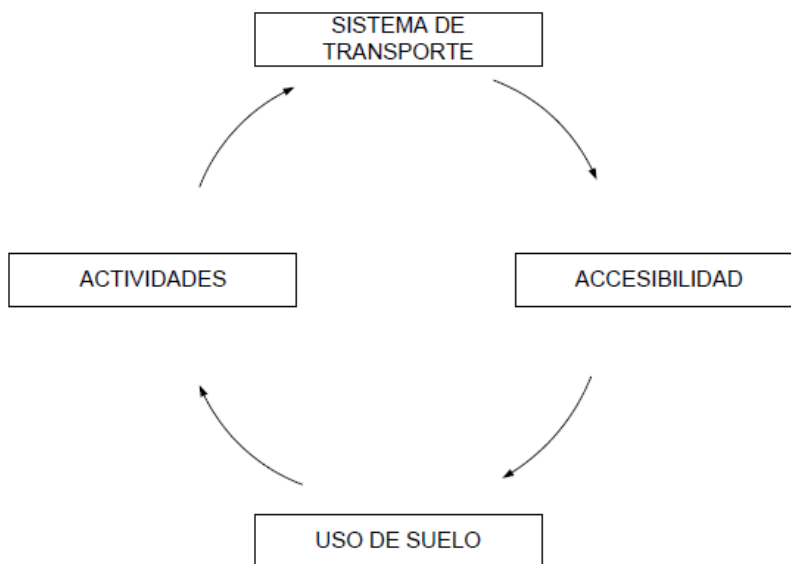 SISTEMA DE
TRANSPORTE
ACTIVIDADES
ACCESIBILIDAD
USO DE SUELO